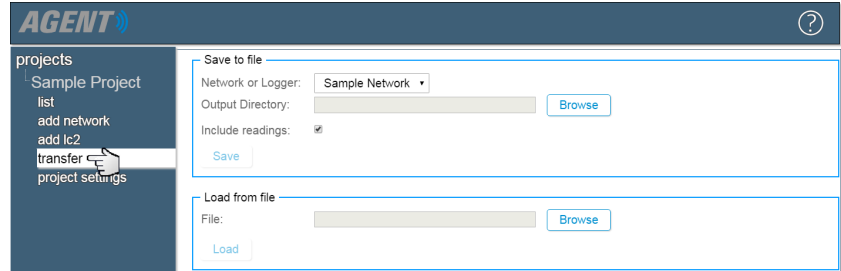 AGENT
?
projects
Sample Project
list
add network
add lc2
transfer
project settings
Save to file
Network or Logger: Sample Network
Output Directory: Browse
Include readings:
Save
Load from file
File: Browse
Load